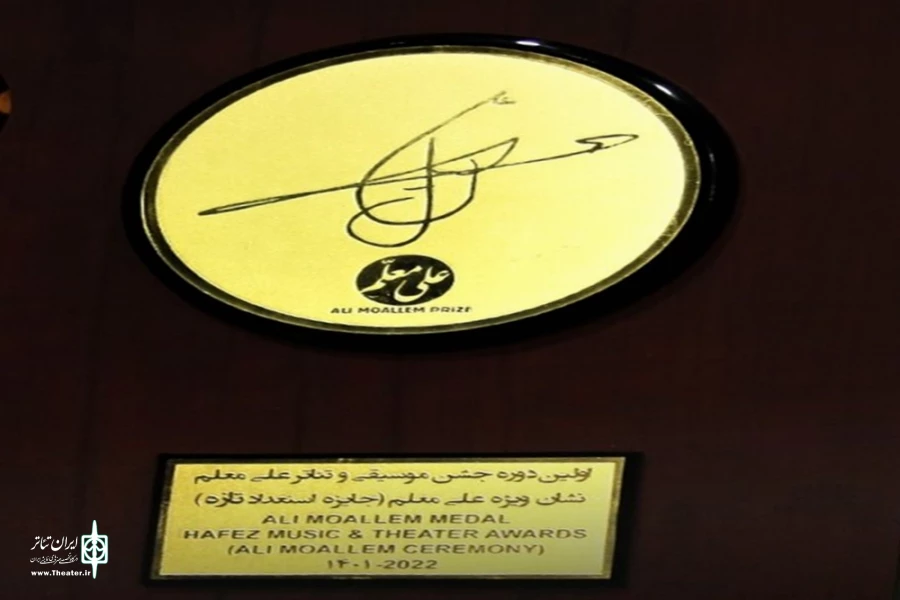 علی معلّم
ALI MOALLEM PRIZE
اولین دوره جشن موسیقی و تئاتر علی معلم
نشان ویژه علی معلم (جایزه استعداد تازه)
ALI MOALLEM MEDAL
HAFEZ MUSIC & THEATER AWARDS
(ALI MOALLEM CEREMONY)
۱۴۰۱-2022
ایران تئاتر
www.Theater.ir